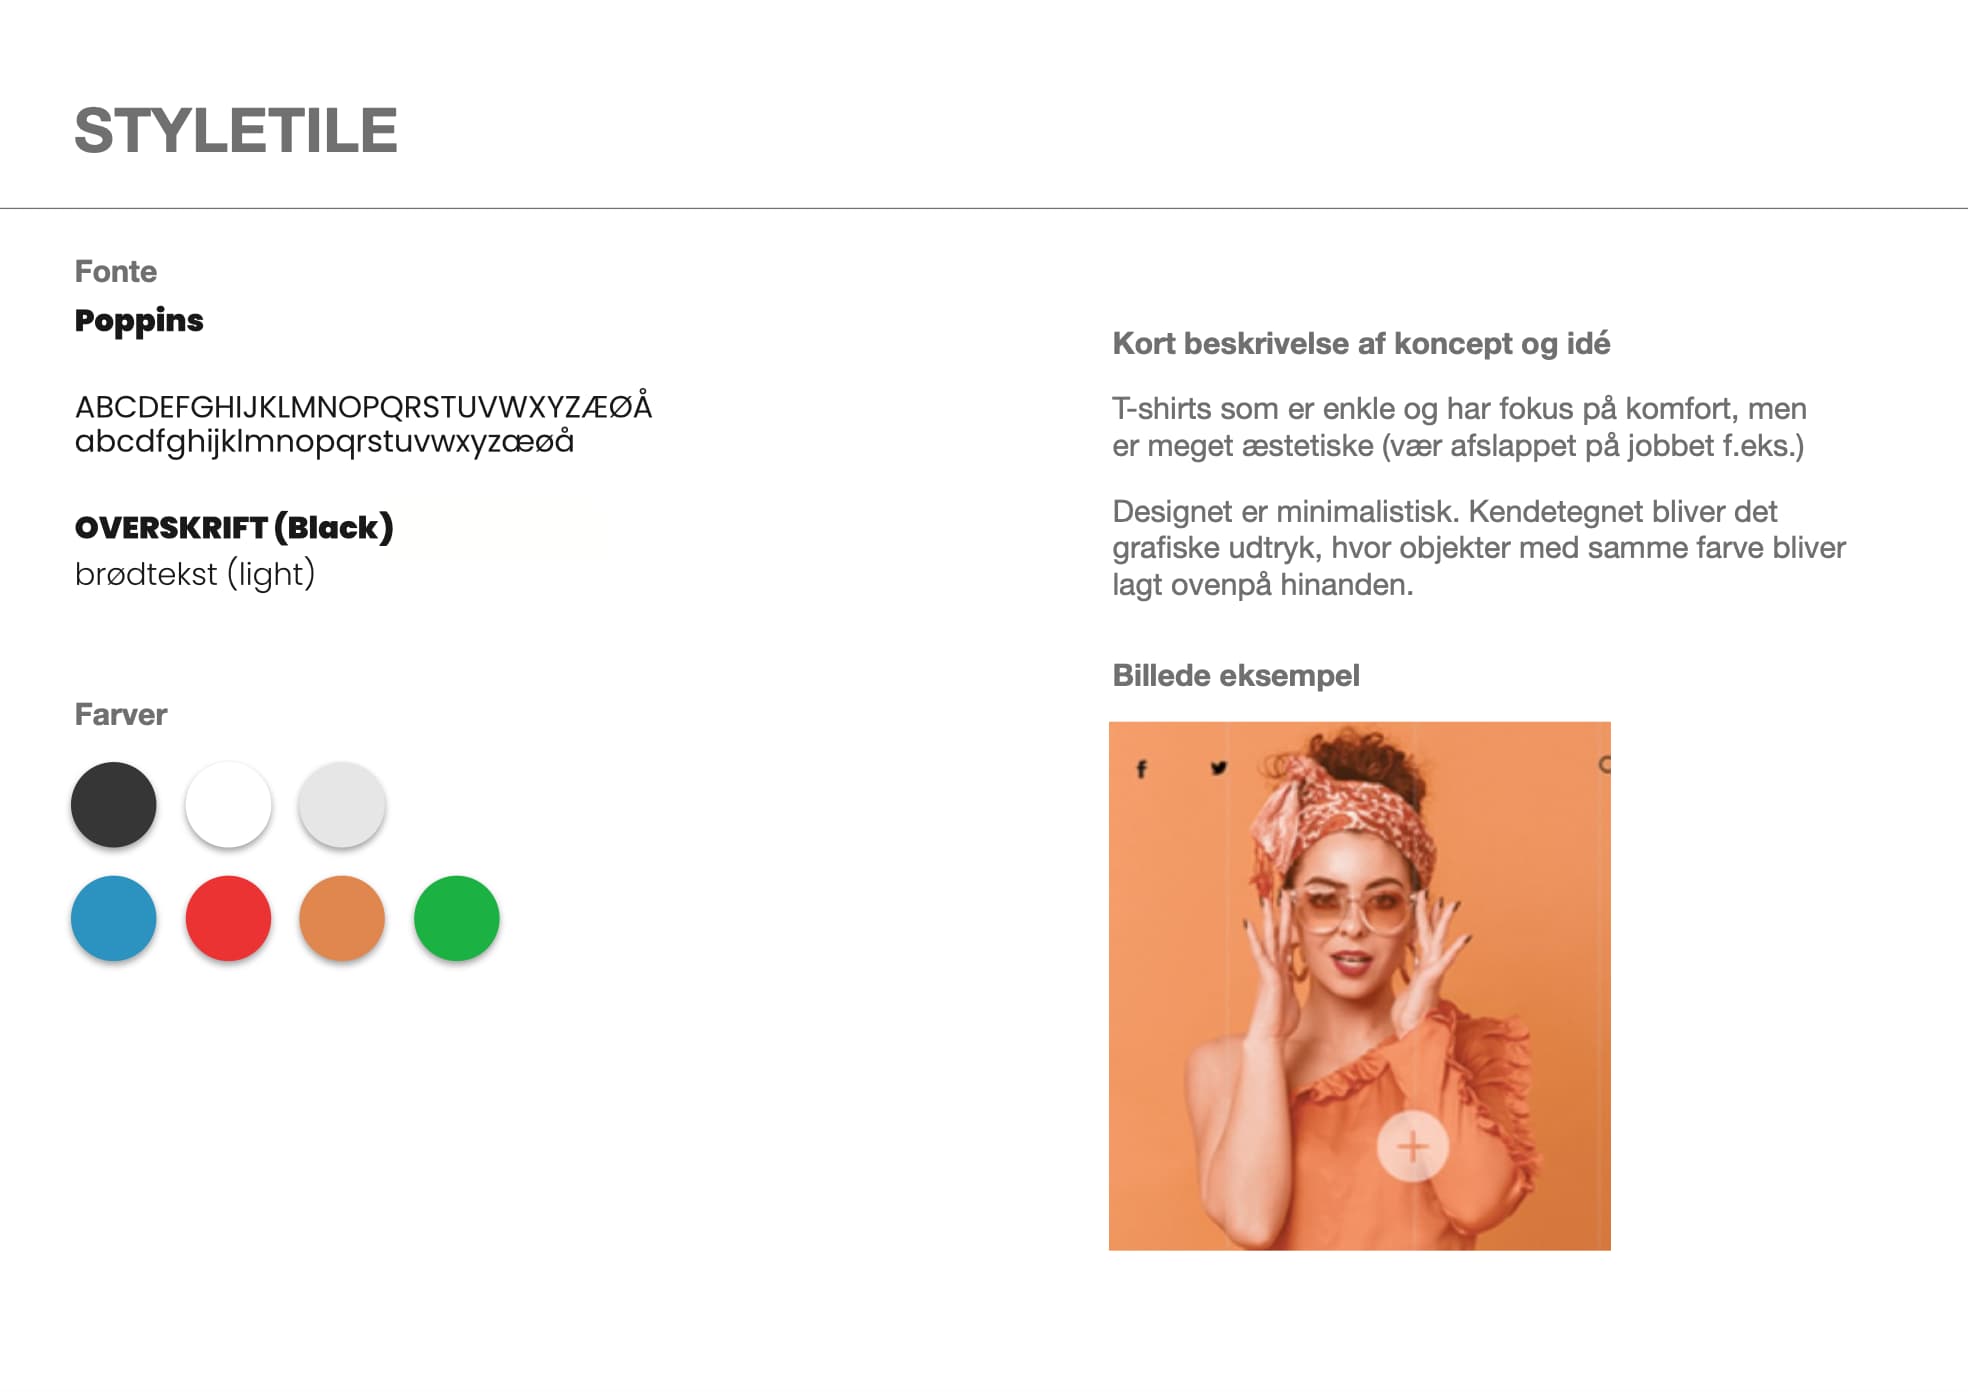 STYLETILE
Fonte
Poppins
ABCDEFGHIJKLMNOPQRSTUVWXYZÆØÅ
abcdfghijklmnopqrstuvwxyzæøå
OVERSKRIFT (Black)
brødtekst (light)
Farver
Kort beskrivelse af koncept og idé
T-shirts som er enkle og har fokus på komfort, men
er meget æstetiske (vær afslappet på jobbet f.eks.)
Designet er minimalistisk. Kendetegnet bliver det
grafiske udtryk, hvor objekter med samme farve bliver
lagt ovenpå hinanden.
Billede eksempel